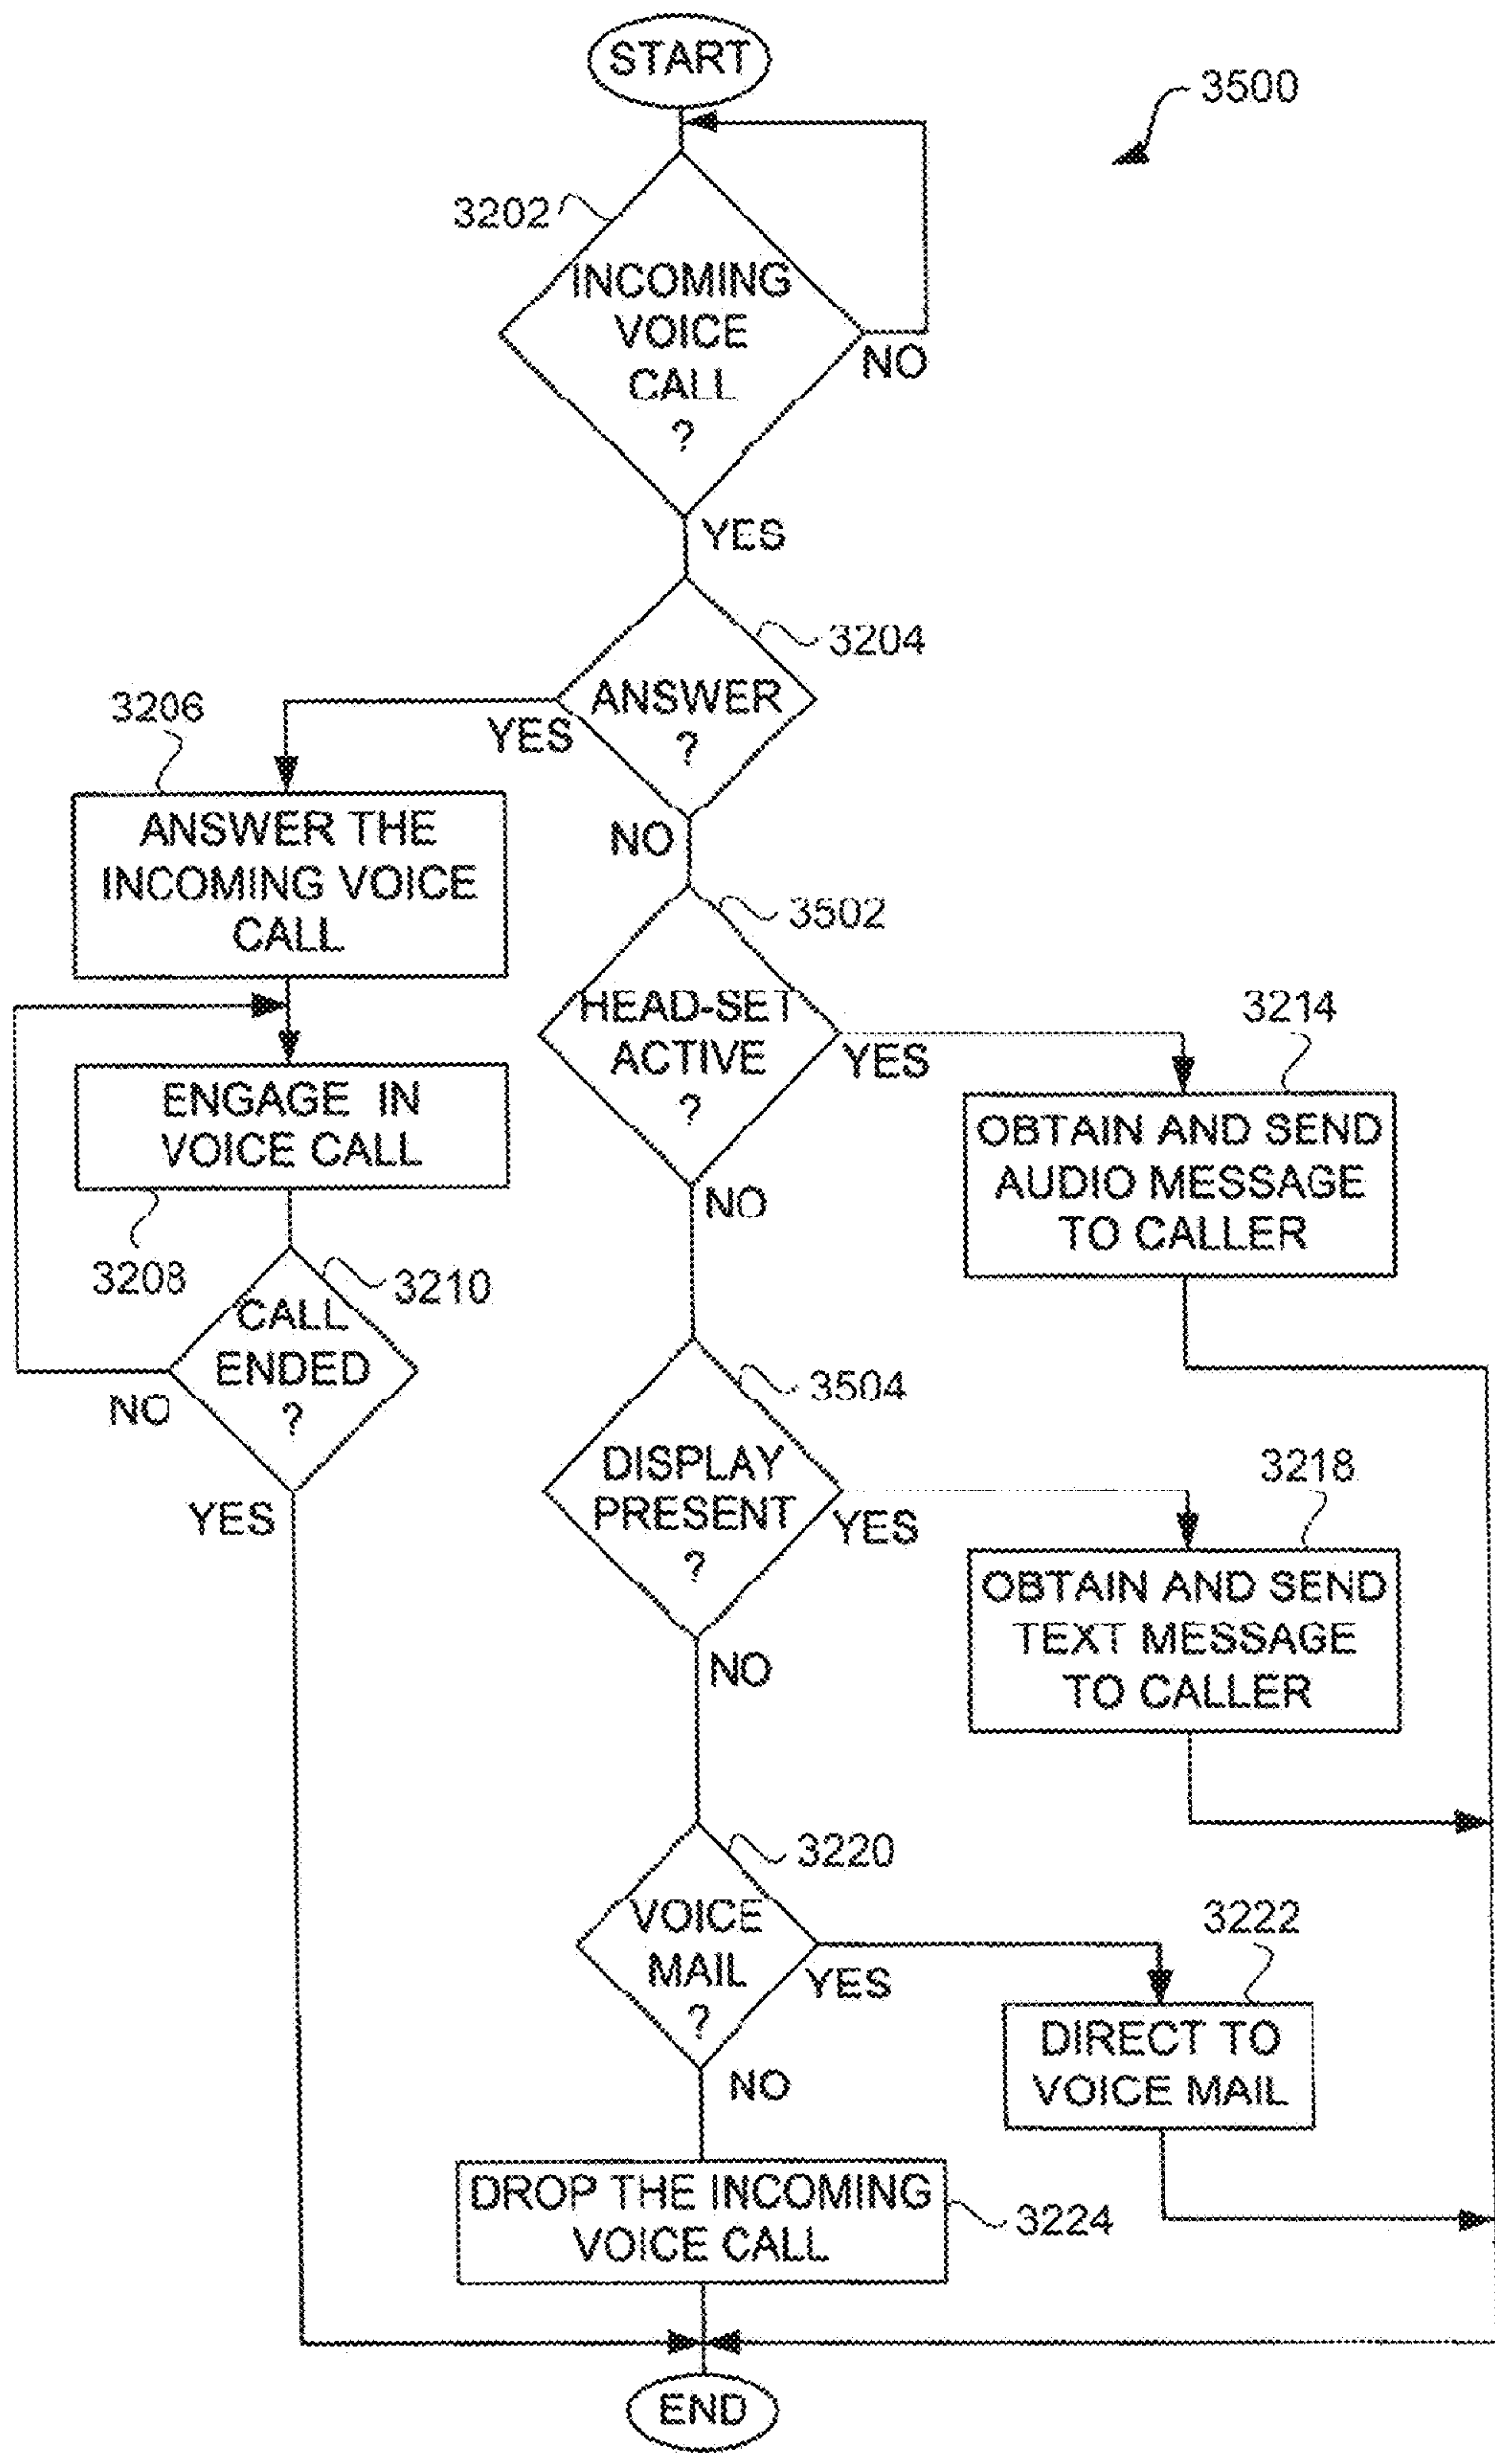 START
3500
3202
INCOMING
VOICE
CALL
?
NO
YES
3204
ANSWER
?
YES
NO
3206
ANSWER THE
INCOMING VOICE
CALL
3502
HEAD-SET
ACTIVE
?
YES
NO
3214
OBTAIN AND SEND
AUDIO MESSAGE
TO CALLER
ENGAGE IN
VOICE CALL
3208
3210
CALL
ENDED
?
NO
YES
3504
DISPLAY
PRESENT
?
YES
NO
3218
OBTAIN AND SEND
TEXT MESSAGE
TO CALLER
3220
VOICE
MAIL
?
YES
NO
3222
DIRECT TO
VOICE MAIL
DROP THE INCOMING
VOICE CALL
3224
END